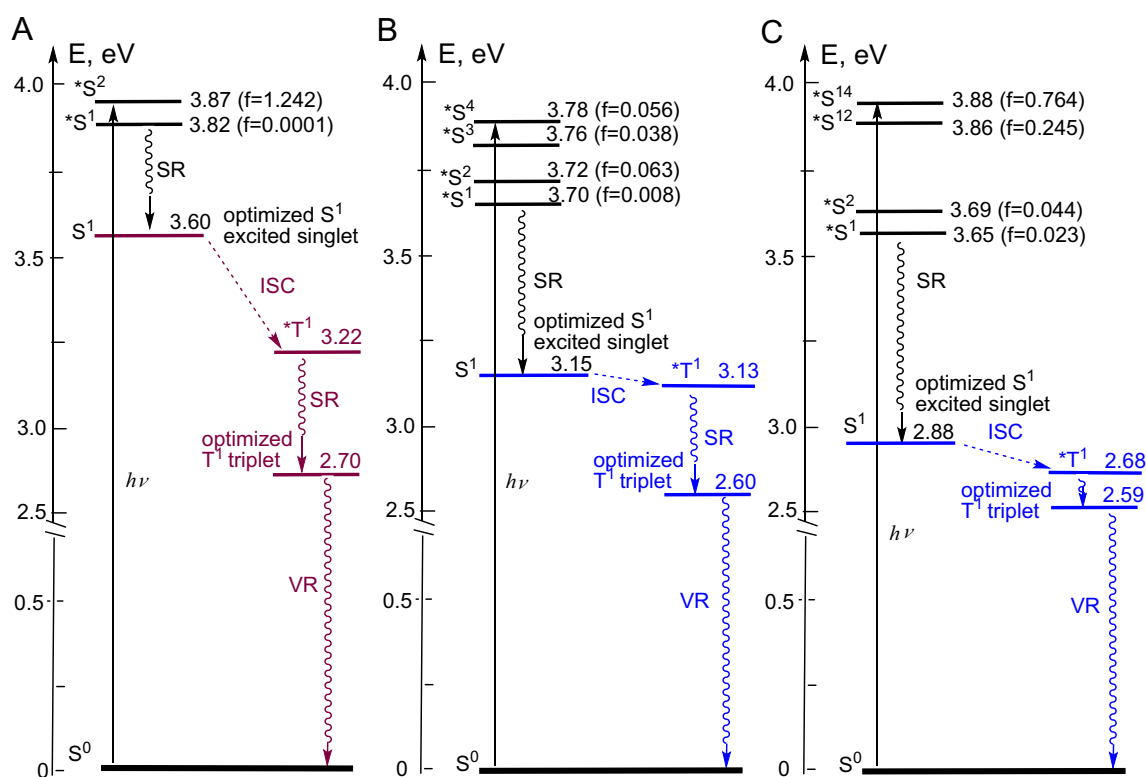 A
E, eV
4.0
*S²
3.87 (f=1.242)
*S¹
3.82 (f=0.0001)
SR
S¹
3.60
optimized S¹
excited singlet
3.5
ISC
*T¹
3.22
SR
3.0
optimized
T¹ triplet
2.70
hν
2.5
VR
0.5
S⁰
0
B
E, eV
4.0
*S⁴
3.78 (f=0.056)
*S³
3.76 (f=0.038)
*S²
3.72 (f=0.063)
*S¹
3.70 (f=0.008)
3.5
SR
optimized S¹
excited singlet
S¹
3.15
ISC
*T¹
3.13
3.0
SR
optimized
T¹ triplet
2.60
hν
2.5
VR
0.5
S⁰
0
C
E, eV
4.0
*S¹⁴
3.88 (f=0.764)
*S¹²
3.86 (f=0.245)
*S²
3.69 (f=0.044)
*S¹
3.65 (f=0.023)
3.5
SR
optimized S¹
excited singlet
3.0
S¹
2.88
ISC
*T¹
2.68
optimized
T¹ triplet
2.59
2.5
hν
VR
0.5
S⁰
0